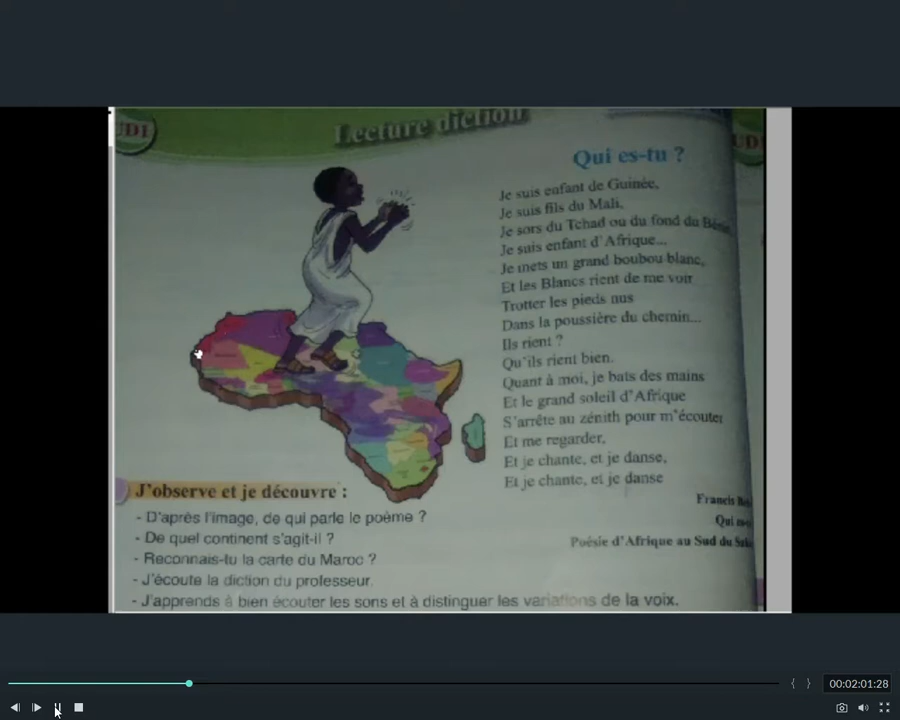 UD1
Lecture diction
UD
Qui es-tu ?
Je suis enfant de Guinée,
Je suis fils du Mali,
Je sors du Tchad ou du fond du
Je suis enfant d'Afrique...
Je mets un grand boubou blanc,
Et les Blancs rient de me voir
Trotter les pieds nus
Dans la poussière du chemin...
Ils rient ?
Qu'ils rient bien.
Quant à moi, je bats des mains
Et le grand soleil d'Afrique
S'arrête au zénith pour m'écouter
Et me regarder,
Et je chante, et je danse,
Et je chante, et je danse
Francis
Qui
Poésie d'Afrique au Sud du
J'observe et je découvre :
- D'après l'image, de qui parle le poème ?
- De quel continent s'agit-il ?
- Reconnais-tu la carte du Maroc ?
- J'écoute la diction du professeur.
- J'apprends à bien écouter les sons et à distinguer les variations de la voix.
00:02:01:28